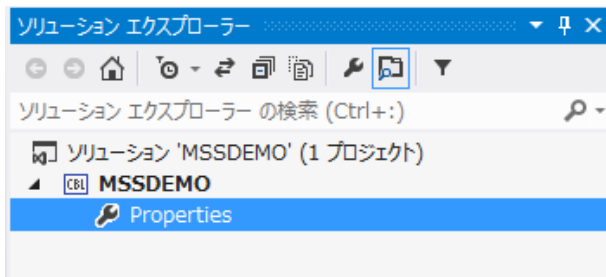 ソリューション エクスプローラー
ソリューション エクスプローラー の検索 (Ctrl+:)
ソリューション 'MSSDEMO' (1 プロジェクト)
CBL MSSDEMO
Properties